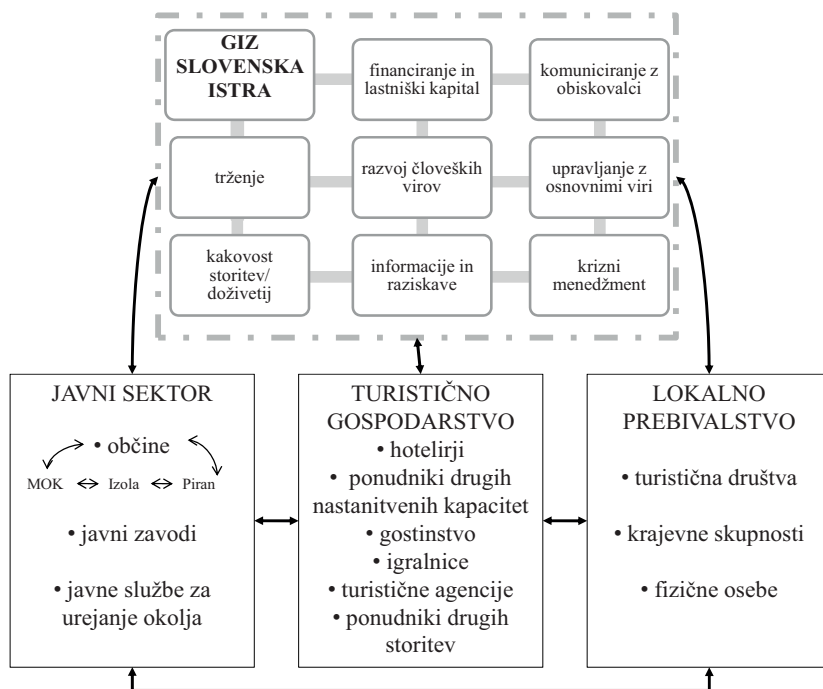 GIZ
SLOVENSKA
ISTRA
financiranje in
lastniški kapital
komuniciranje z
obiskovalci
trženje
razvoj človeških
virov
upravljanje z
osnovnimi viri
kakovost
storitev/
doživetij
informacije in
raziskave
krizni
menedžment
JAVNI SEKTOR
• občine
MOK
Izola
Piran
• javni zavodi
• javne službe za
urejanje okolja
TURISTIČNO
GOSPODARSTVO
• hotelirji
• ponudniki drugih
nastanitvenih kapacitet
• gostinstvo
• igralnice
• turistične agencije
• ponudniki drugih
storitev
LOKALNO
PREBIVALSTVO
• turistična društva
• krajevne skupnosti
• fizične osebe